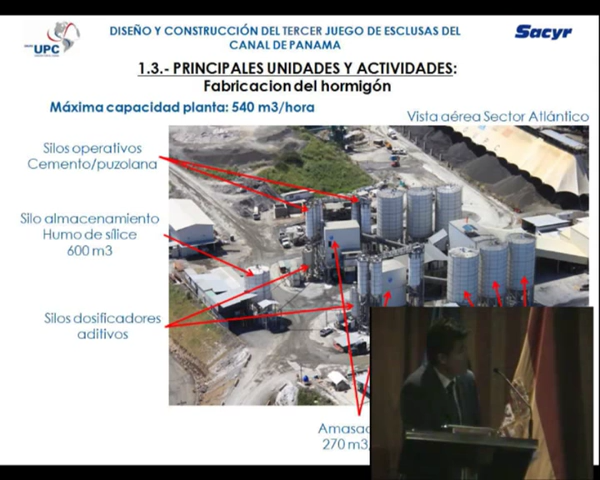 DISEÑO Y CONSTRUCCIÓN DEL TERCER JUEGO DE ESCLUSAS DEL
CANAL DE PANAMA
UPC
Sacyr
1.3.- PRINCIPALES UNIDADES Y ACTIVIDADES:
Fabricacion del hormigón
Máxima capacidad planta: 540 m3/hora
Vista aérea Sector Atlántico
Silos operativos
Cemento/puzolana
Silo almacenamiento
Humo de sílice
600 m3
Silos dosificadores
aditivos
270 m3/